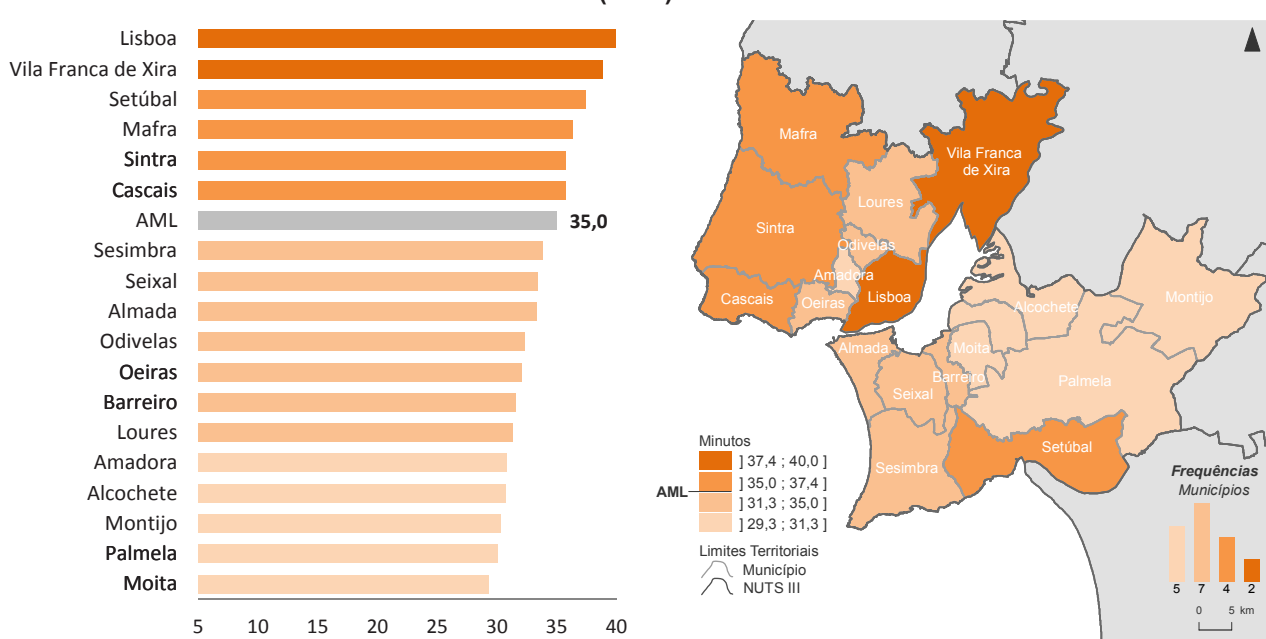 Lisboa
Vila Franca de Xira
Setúbal
Mafra
Sintra
Cascais
AML 35,0
Sesimbra
Seixal
Almada
Odivelas
Oeiras
Barreiro
Loures
Amadora
Alcochete
Montijo
Palmela
Moita
5 10 15 20 25 30 35 40
Mafra
Vila Franca
de Xira
Loures
Sintra
Odivelas
Amadora
Cascais
Oeiras
Lisboa
Montijo
Alcochete
Almada
Moita
Barreiro
Palmela
Seixal
Setúbal
Sesimbra
Minutos
] 37,4 ; 40,0 ]
] 35,0 ; 37,4 ]
AML
] 31,3 ; 35,0 ]
] 29,3 ; 31,3 ]
Limites Territoriais
Município
NUTS III
Frequências
Municípios
5 7 4 2
0 5 km